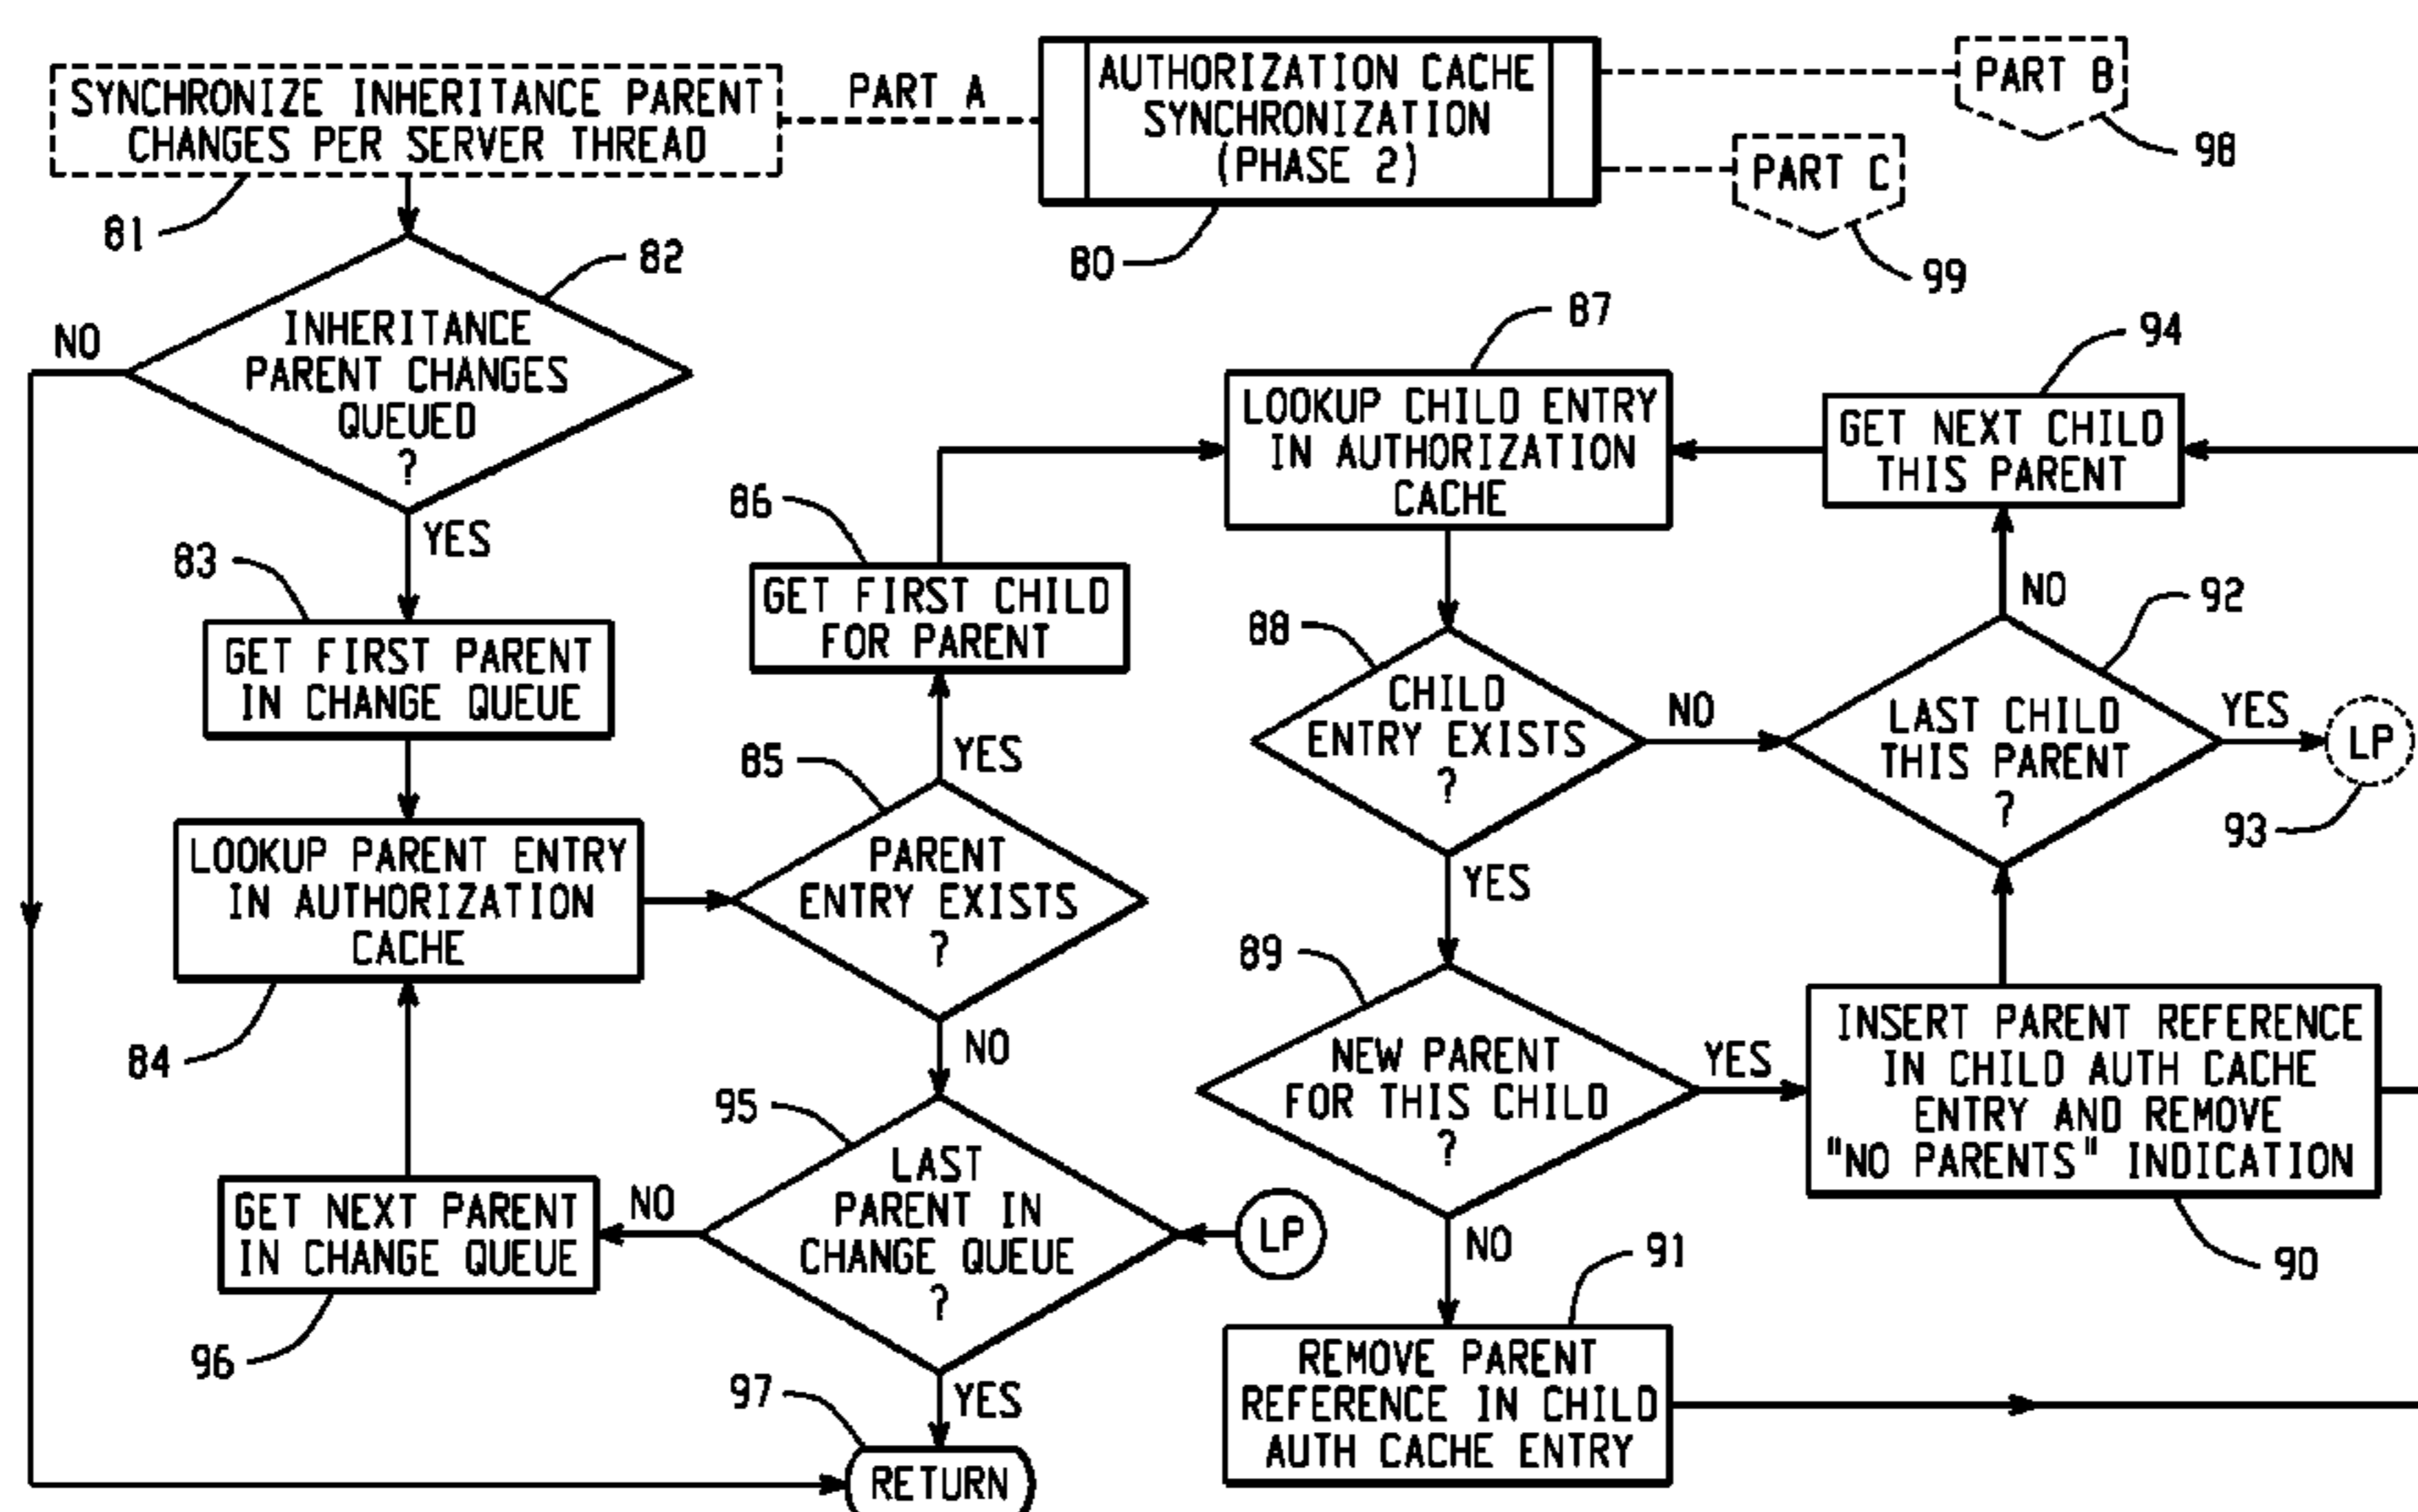 SYNCHRONIZE INHERITANCE PARENT
CHANGES PER SERVER THREAD
81
PART A
AUTHORIZATION CACHE
SYNCHRONIZATION
(PHASE 2)
80
PART B
98
PART C
99
82
INHERITANCE
PARENT CHANGES
QUEUED
?
NO
YES
83
GET FIRST PARENT
IN CHANGE QUEUE
LOOKUP PARENT ENTRY
IN AUTHORIZATION
CACHE
84
85
PARENT
ENTRY EXISTS
?
YES
NO
86
GET FIRST CHILD
FOR PARENT
87
LOOKUP CHILD ENTRY
IN AUTHORIZATION
CACHE
88
CHILD
ENTRY EXISTS
?
NO
YES
89
NEW PARENT
FOR THIS CHILD
?
YES
NO
INSERT PARENT REFERENCE
IN CHILD AUTH CACHE
ENTRY AND REMOVE
"NO PARENTS" INDICATION
90
91
REMOVE PARENT
REFERENCE IN CHILD
AUTH CACHE ENTRY
92
LAST CHILD
THIS PARENT
?
NO
YES
LP
93
94
GET NEXT CHILD
THIS PARENT
95
LAST
PARENT IN
CHANGE QUEUE
?
LP
NO
YES
GET NEXT PARENT
IN CHANGE QUEUE
96
97
RETURN